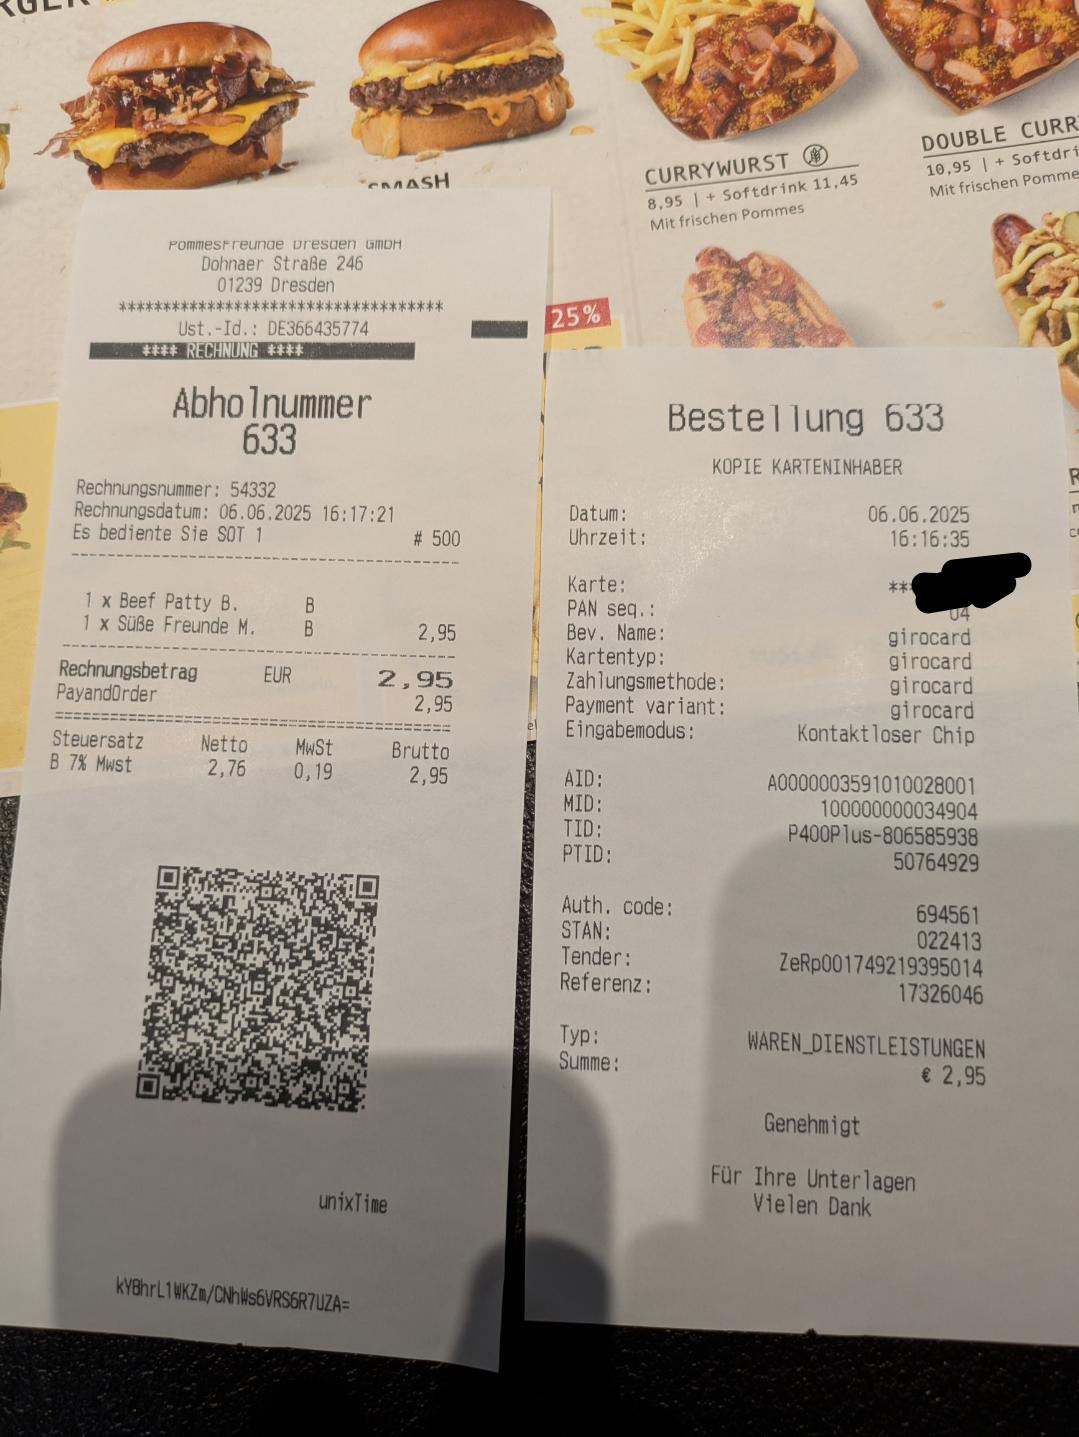 SMASH
CURRYWURST
8,95 | + Softdrink 11,45
Mit frischen Pommes
DOUBLE CURR
10,95 | + Softdri
Mit frischen Pomme
25%
Pommesfreunde Dresden GmbH
Dohnaer Straße 246
01239 Dresden
************************************
Ust.-Id.: DE366435774
**** RECHNUNG ****
Abholnummer
633
Rechnungsnummer: 54332
Rechnungsdatum: 06.06.2025 16:17:21
Es bediente Sie SOT 1 # 500
1 x Beef Patty B. B
1 x Süße Freunde M. B 2,95
Rechnungsbetrag EUR 2,95
PayandOrder 2,95
Steuersatz Netto MwSt Brutto
B 7% Mwst 2,76 0,19 2,95
unixTime
kY8hrL1WKZm/CNhWs6VRS6R7UZA=
Bestellung 633
KOPIE KARTENINHABER
Datum: 06.06.2025
Uhrzeit: 16:16:35
Karte: **
PAN seq.: 04
Bev. Name: girocard
Kartentyp: girocard
Zahlungsmethode: girocard
Payment variant: girocard
Eingabemodus: Kontaktloser Chip
AID: A0000003591010028001
MID: 100000000034904
TID: P400Plus-806585938
PTID: 50764929
Auth. code: 694561
STAN: 022413
Tender: ZeRp001749219395014
Referenz: 17326046
Typ: WAREN_DIENSTLEISTUNGEN
Summe: € 2,95
Genehmigt
Für Ihre Unterlagen
Vielen Dank